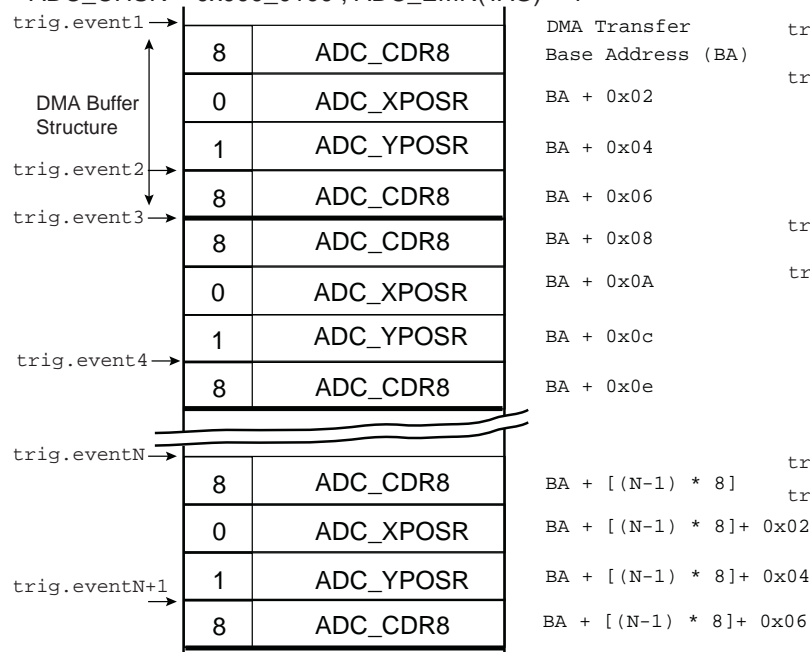 trig.event1
DMA Transfer
8 ADC_CDR8 Base Address (BA)
0 ADC_XPOSR BA + 0x02
DMA Buffer
Structure
1 ADC_YPOSR BA + 0x04
trig.event2
8 ADC_CDR8 BA + 0x06
trig.event3
8 ADC_CDR8 BA + 0x08
0 ADC_XPOSR BA + 0x0A
1 ADC_YPOSR BA + 0x0c
trig.event4
8 ADC_CDR8 BA + 0x0e
trig.eventN
8 ADC_CDR8 BA + [(N-1) * 8]
0 ADC_XPOSR BA + [(N-1) * 8]+ 0x02
1 ADC_YPOSR BA + [(N-1) * 8]+ 0x04
trig.eventN+1
8 ADC_CDR8 BA + [(N-1) * 8]+ 0x06